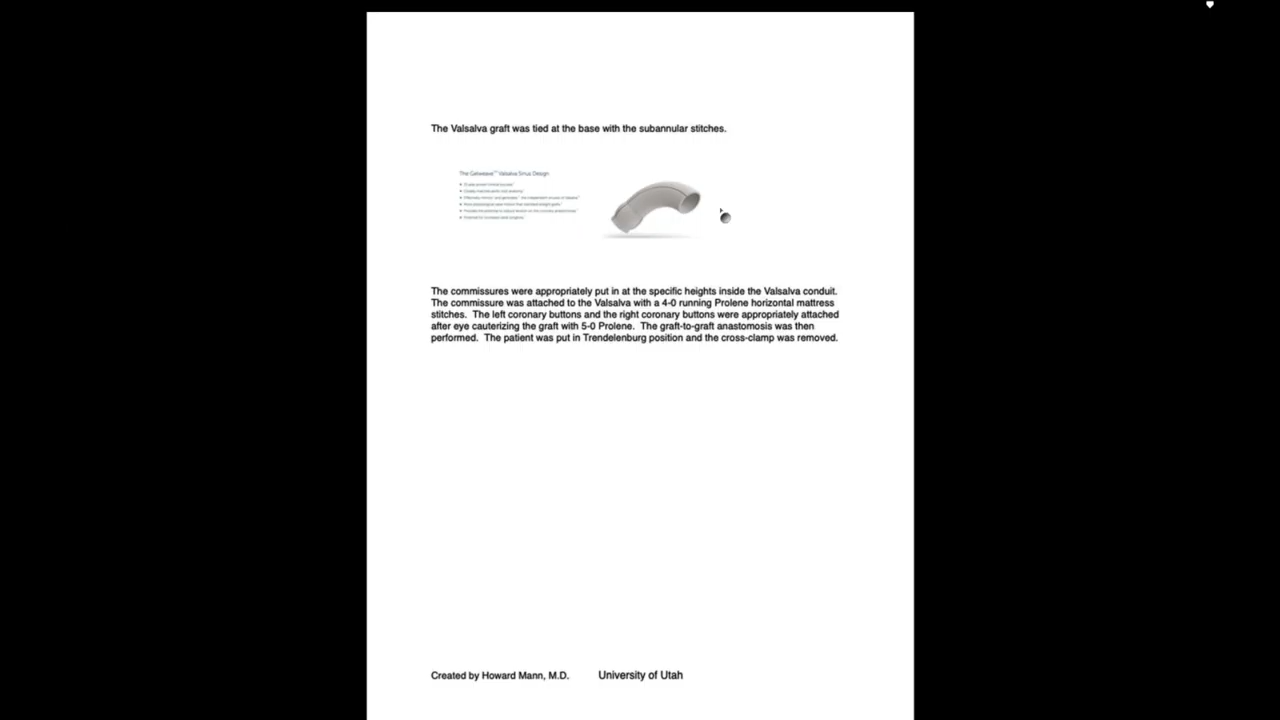 The Valsalva graft was tied at the base with the subannular stitches.
The Gelweave™ Valsalva Sinus Design
The commissures were appropriately put in at the specific heights inside the Valsalva conduit.
The commissure was attached to the Valsalva with a 4-0 running Prolene horizontal mattress
stitches.  The left coronary buttons and the right coronary buttons were appropriately attached
after eye cauterizing the graft with 5-0 Prolene.  The graft-to-graft anastomosis was then
performed.  The patient was put in Trendelenburg position and the cross-clamp was removed.
Created by Howard Mann, M.D.    University of Utah